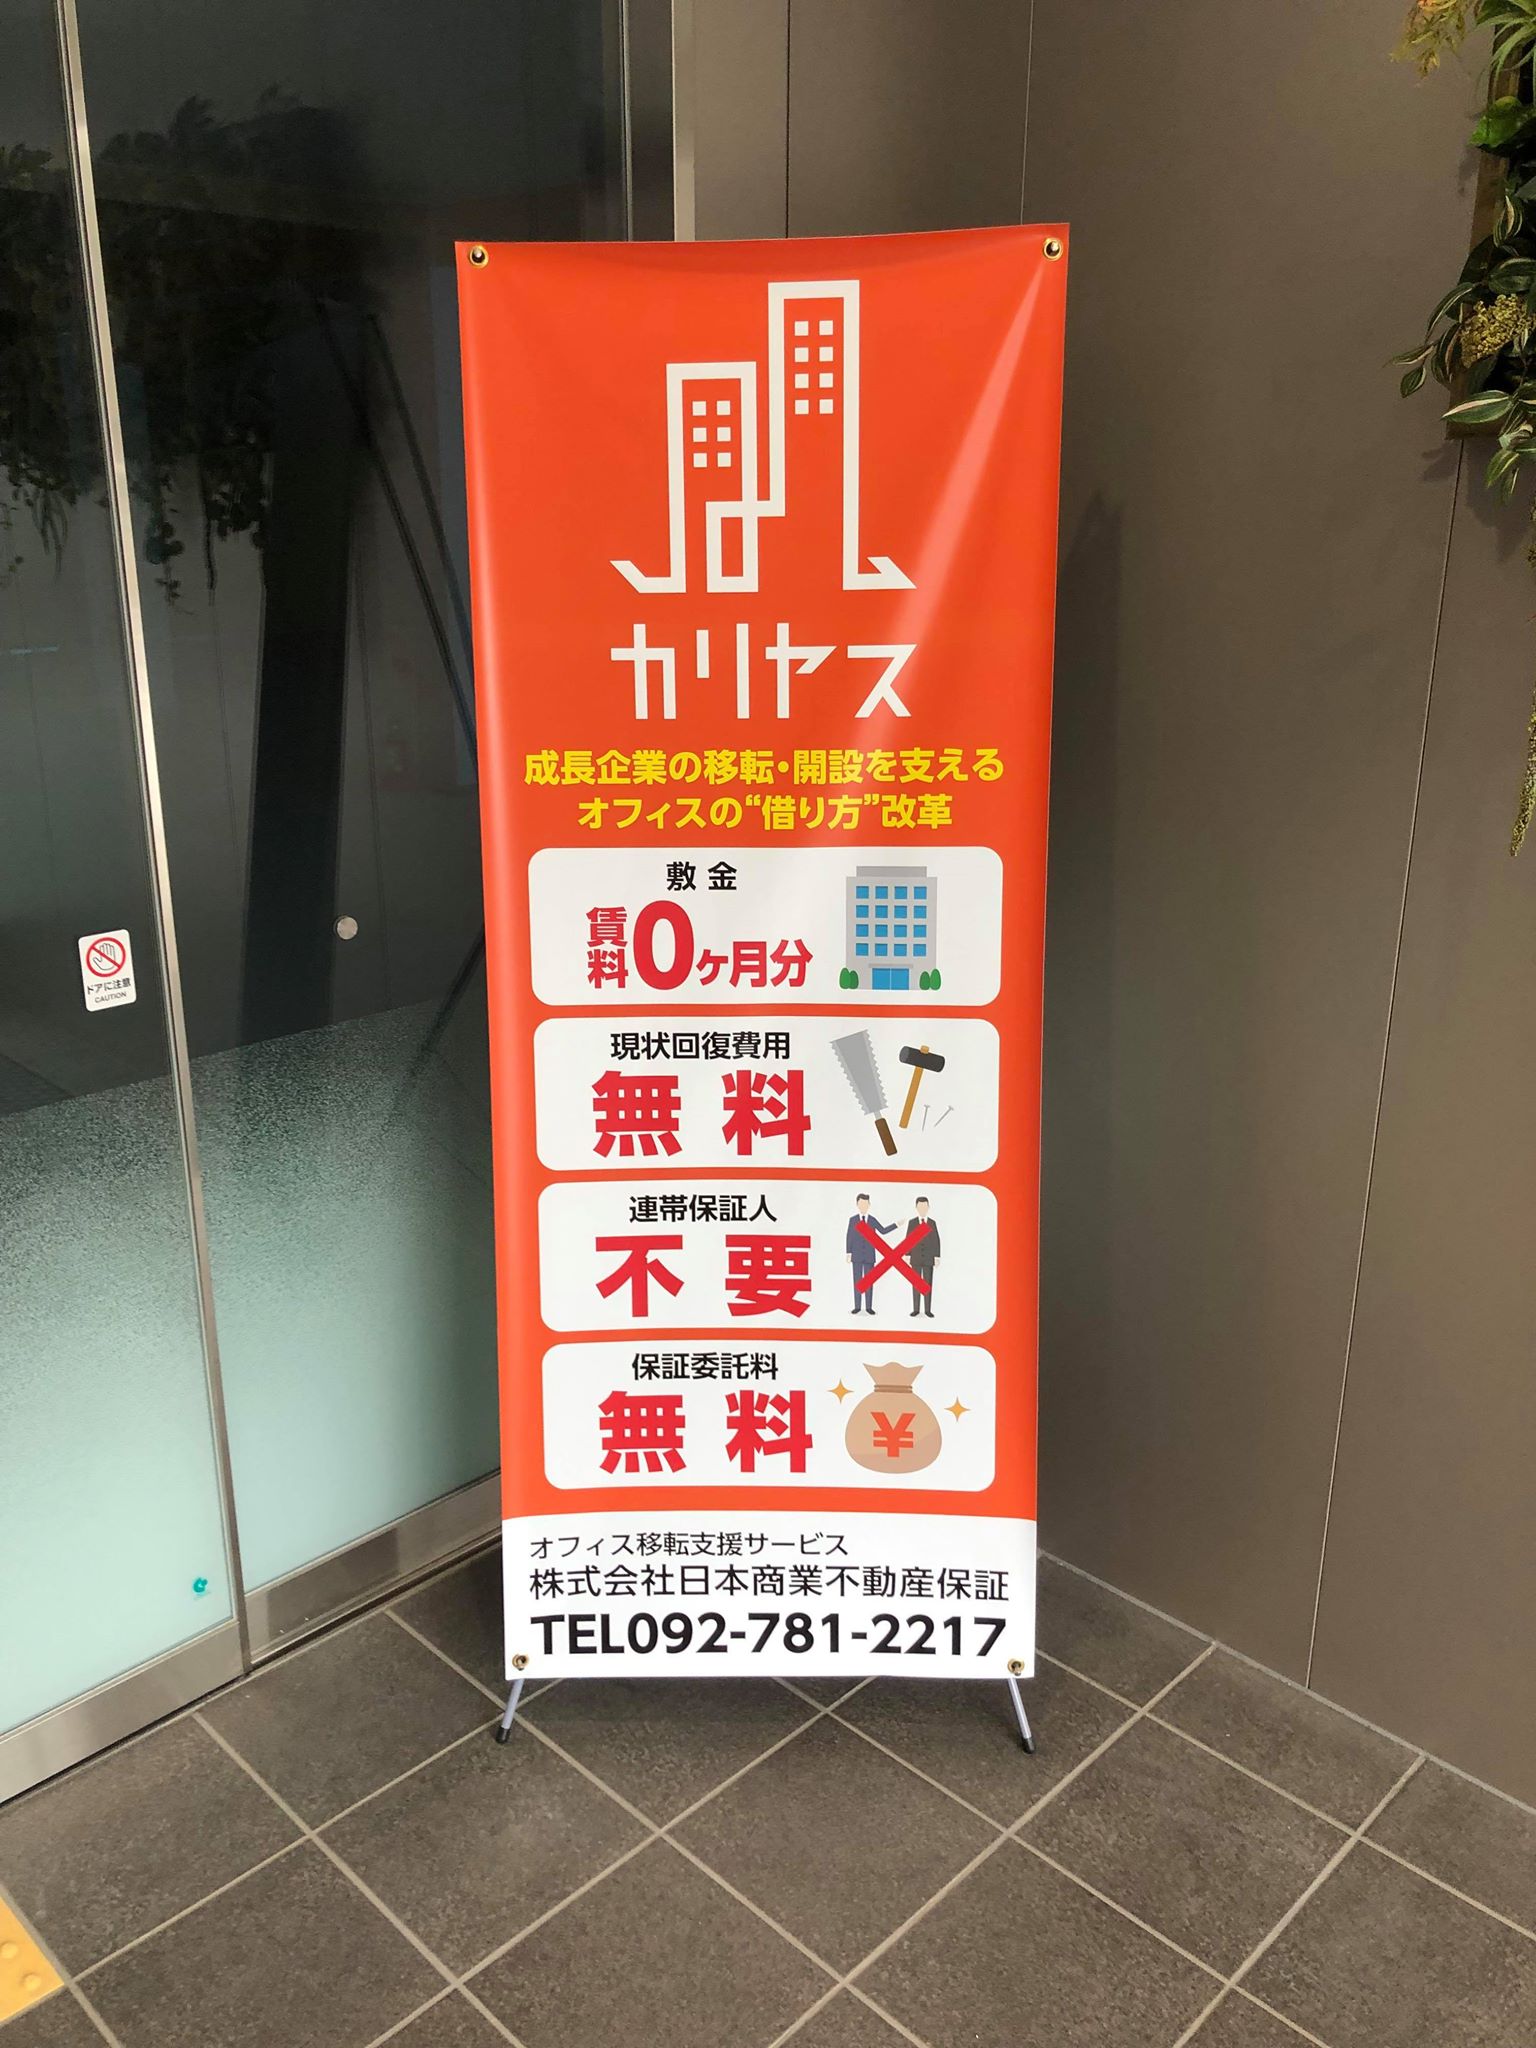 カリヤス
成長企業の移転・開設を支える
オフィスの“借り方”改革
敷金
賃料0ヶ月分
現状回復費用
無料
連帯保証人
不要
保証委託料
無料
¥
オフィス移転支援サービス
株式会社日本商業不動産保証
TEL092-781-2217
ドアに注意
CAUTION